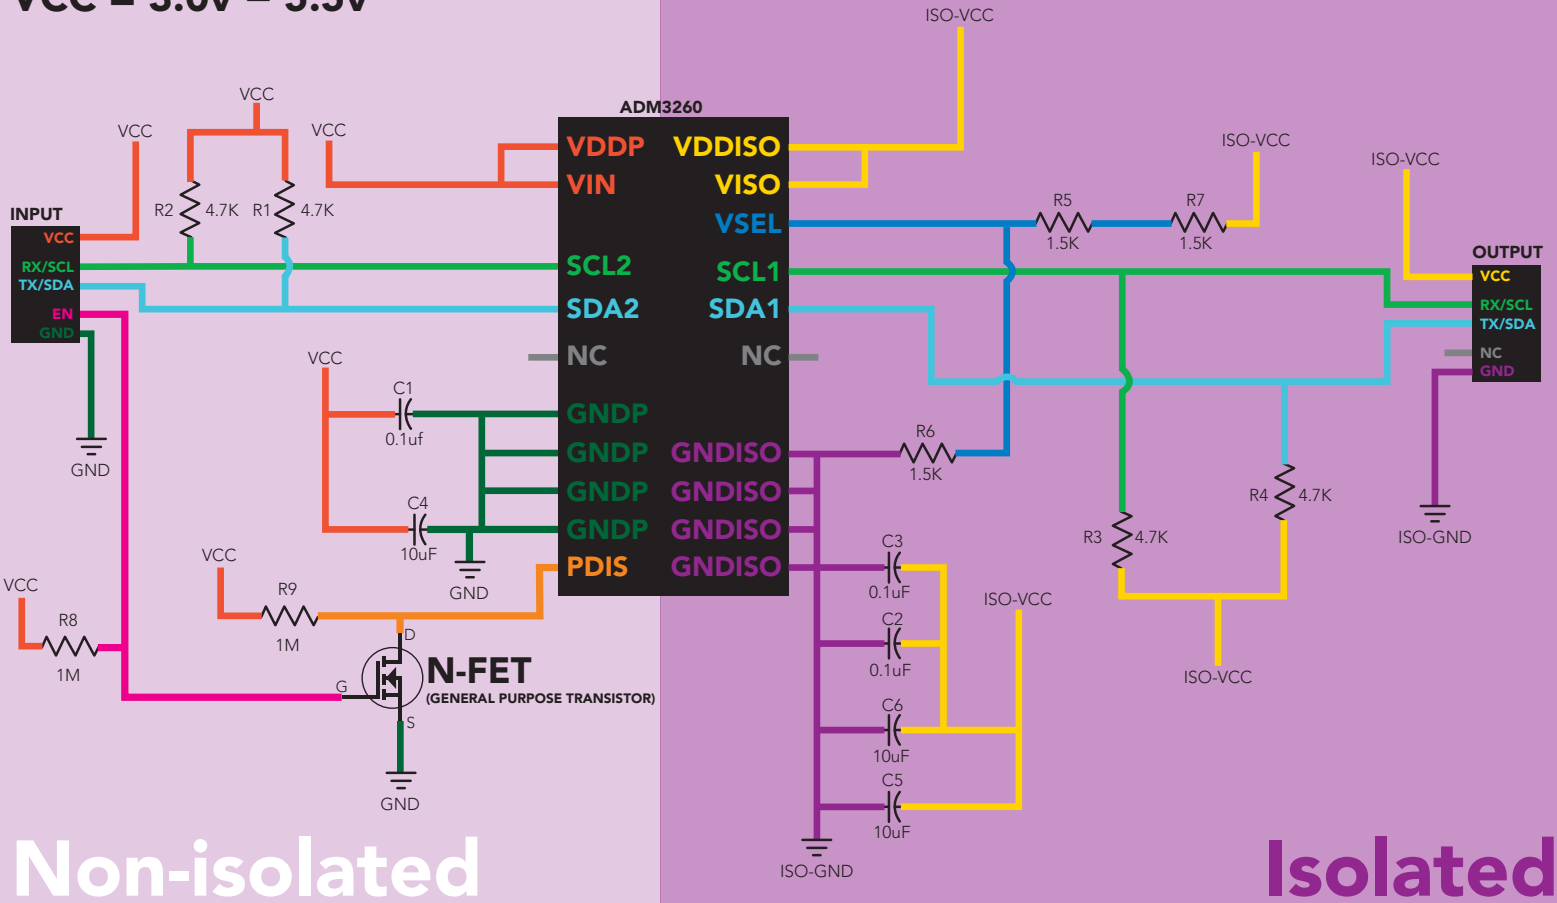 VCC = 3.0v – 5.5v
ISO-VCC
VCC
VCC
VCC
ADM3260
ISO-VCC
ISO-VCC
INPUT
VCC
RX/SCL
TX/SDA
EN
GND
R2
4.7K
R1
4.7K
GND
VDDP
VIN
SCL2
SDA2
NC
GNDP
GNDP
GNDP
GNDP
PDIS
VDDISO
VISO
VSEL
SCL1
SDA1
NC
GNDISO
GNDISO
GNDISO
GNDISO
R5
1.5K
R7
1.5K
OUTPUT
VCC
RX/SCL
TX/SDA
NC
GND
ISO-GND
VCC
C1
0.1uf
C4
10uF
GND
R6
1.5K
R4
4.7K
R3
4.7K
ISO-VCC
VCC
R8
1M
VCC
R9
1M
D
G
S
N-FET
(GENERAL PURPOSE TRANSISTOR)
GND
C3
0.1uF
C2
0.1uF
C6
10uF
C5
10uF
ISO-VCC
ISO-GND
Non-isolated
Isolated